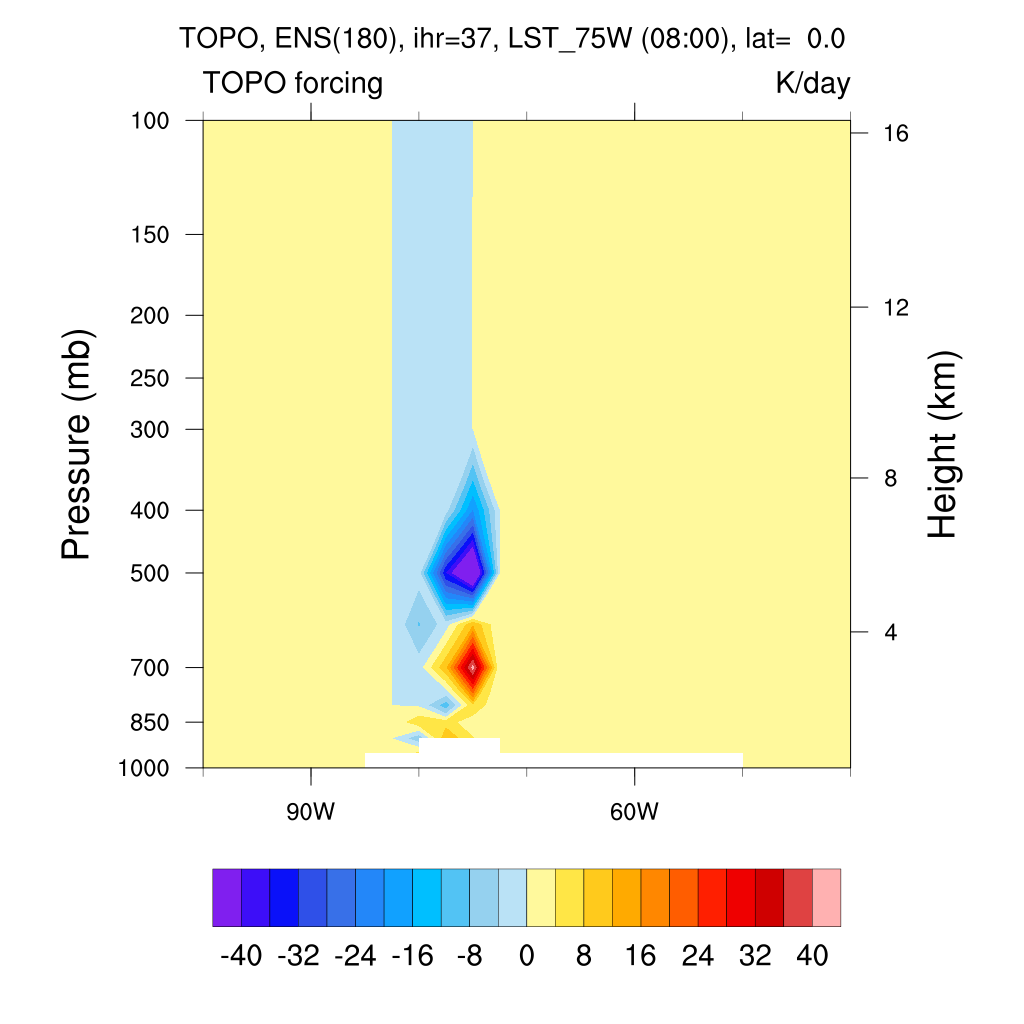 TOPO, ENS(180), ihr=37, LST_75W (08:00), lat=  0.0
TOPO forcing K/day
100
150
200
250
300
400
500
700
850
1000
Pressure (mb)
16
12
8
4
Height (km)
90W 60W
-40 -32 -24 -16 -8 0 8 16 24 32 40